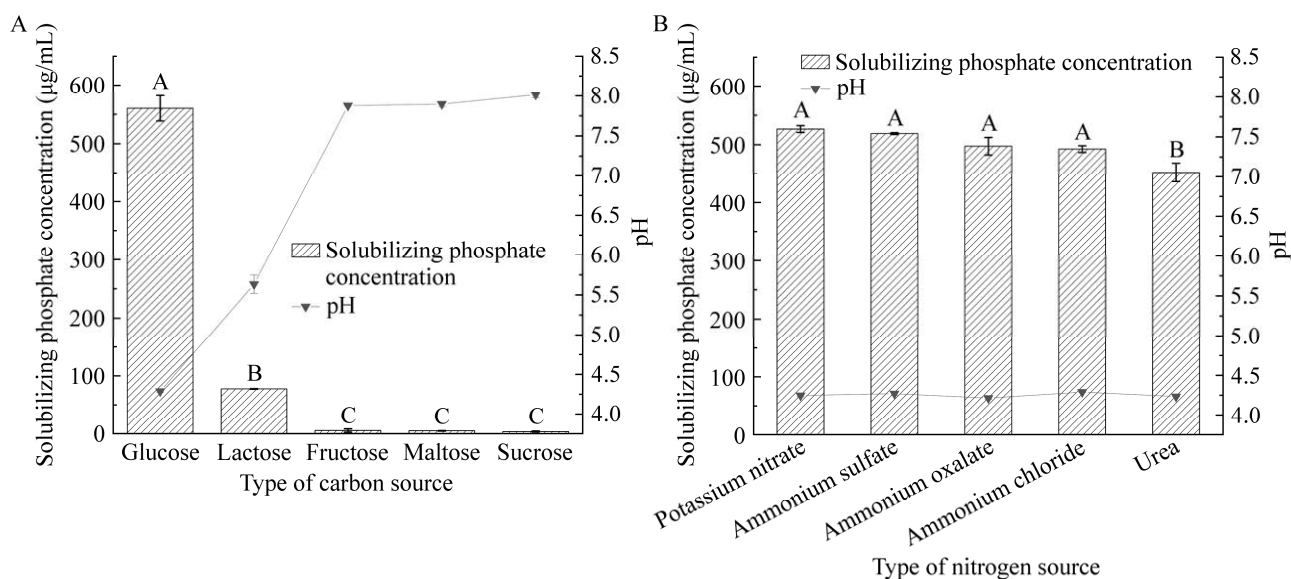 A
Solubilizing phosphate concentration (μg/mL)
600
500
400
300
200
100
0
A
B
C
C
C
8.5
8.0
7.5
7.0
6.5
6.0
5.5
5.0
4.5
4.0
pH
Solubilizing phosphate
concentration
pH
Glucose
Lactose
Fructose
Maltose
Sucrose
Type of carbon source
B
Solubilizing phosphate concentration (μg/mL)
600
500
400
300
200
100
0
Solubilizing phosphate concentration
pH
A
A
A
A
B
8.5
8.0
7.5
7.0
6.5
6.0
5.5
5.0
4.5
4.0
pH
Potassium nitrate
Ammonium sulfate
Ammonium oxalate
Ammonium chloride
Urea
Type of nitrogen source